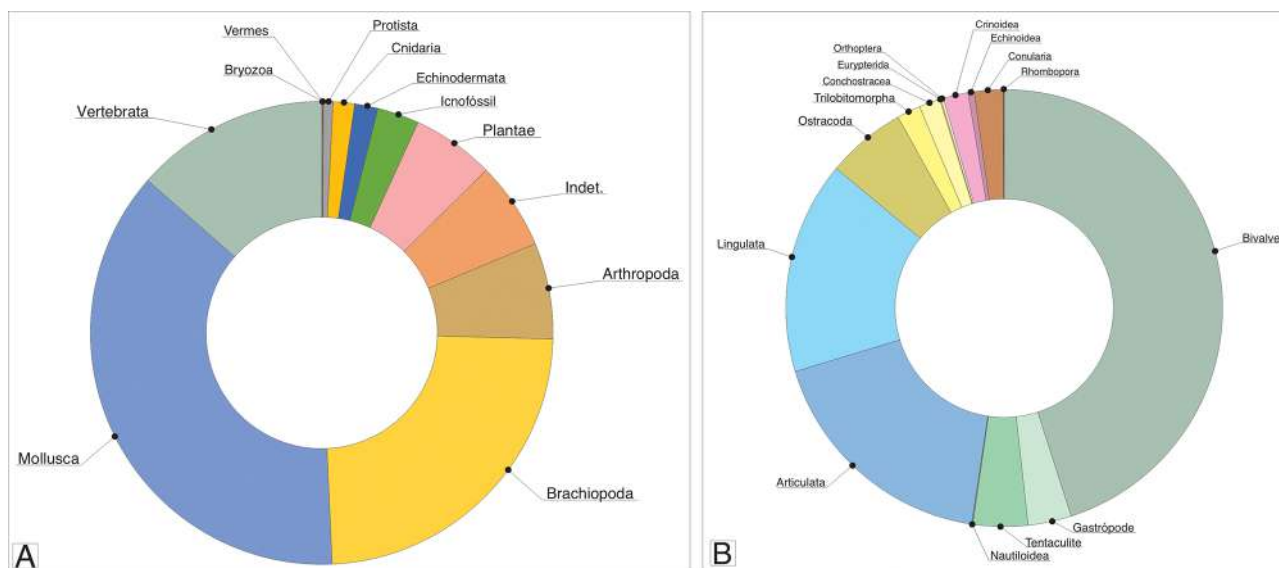 Vermes
Protista
Cnidaria
Bryozoa
Echinodermata
Icnofóssil
Vertebrata
Plantae
Indet.
Arthropoda
Mollusca
Brachiopoda
A
Crinoidea
Echinoidea
Orthoptera
Conularia
Eurypterida
Rhombopora
Conchostracea
Trilobitomorpha
Ostracoda
Bivalve
Lingulata
Articulata
Gastrópode
Tentaculite
Nautiloidea
B